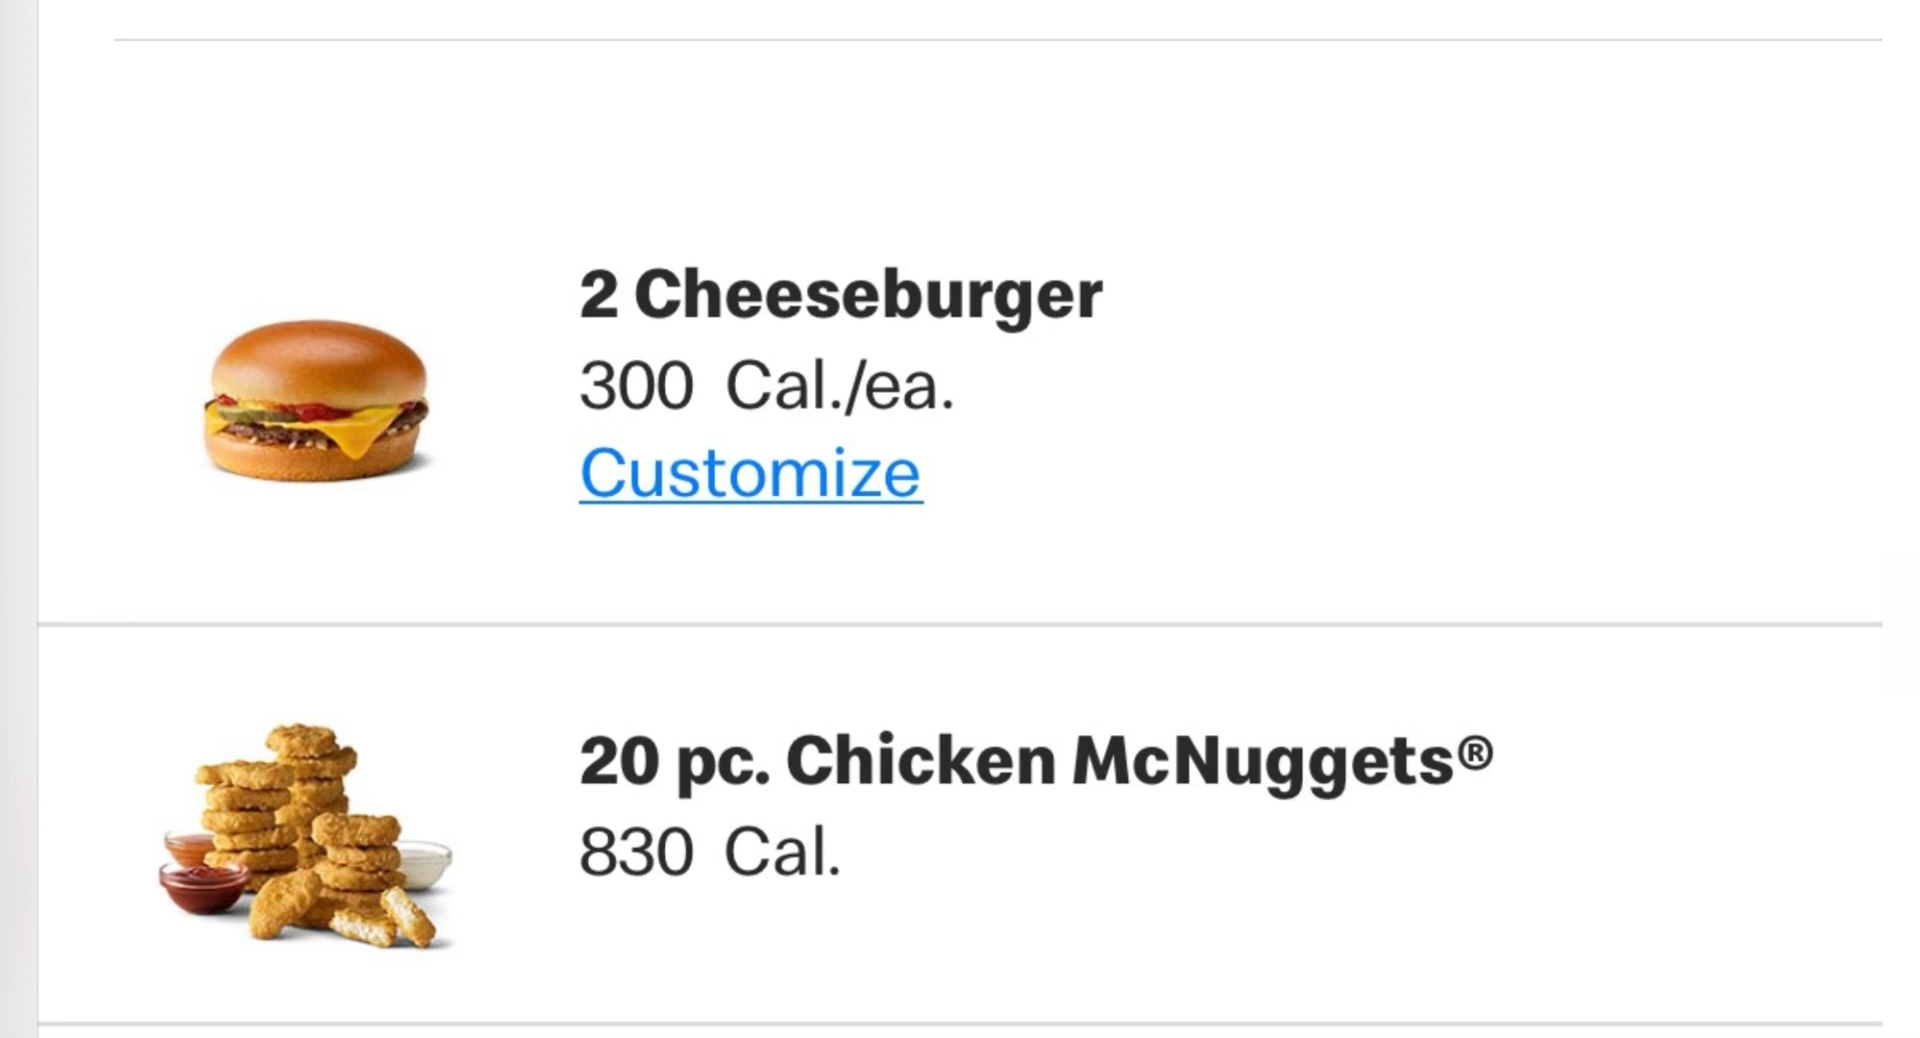 2 Cheeseburger
300 Cal./ea.
Customize
20 pc. Chicken McNuggets®
830 Cal.